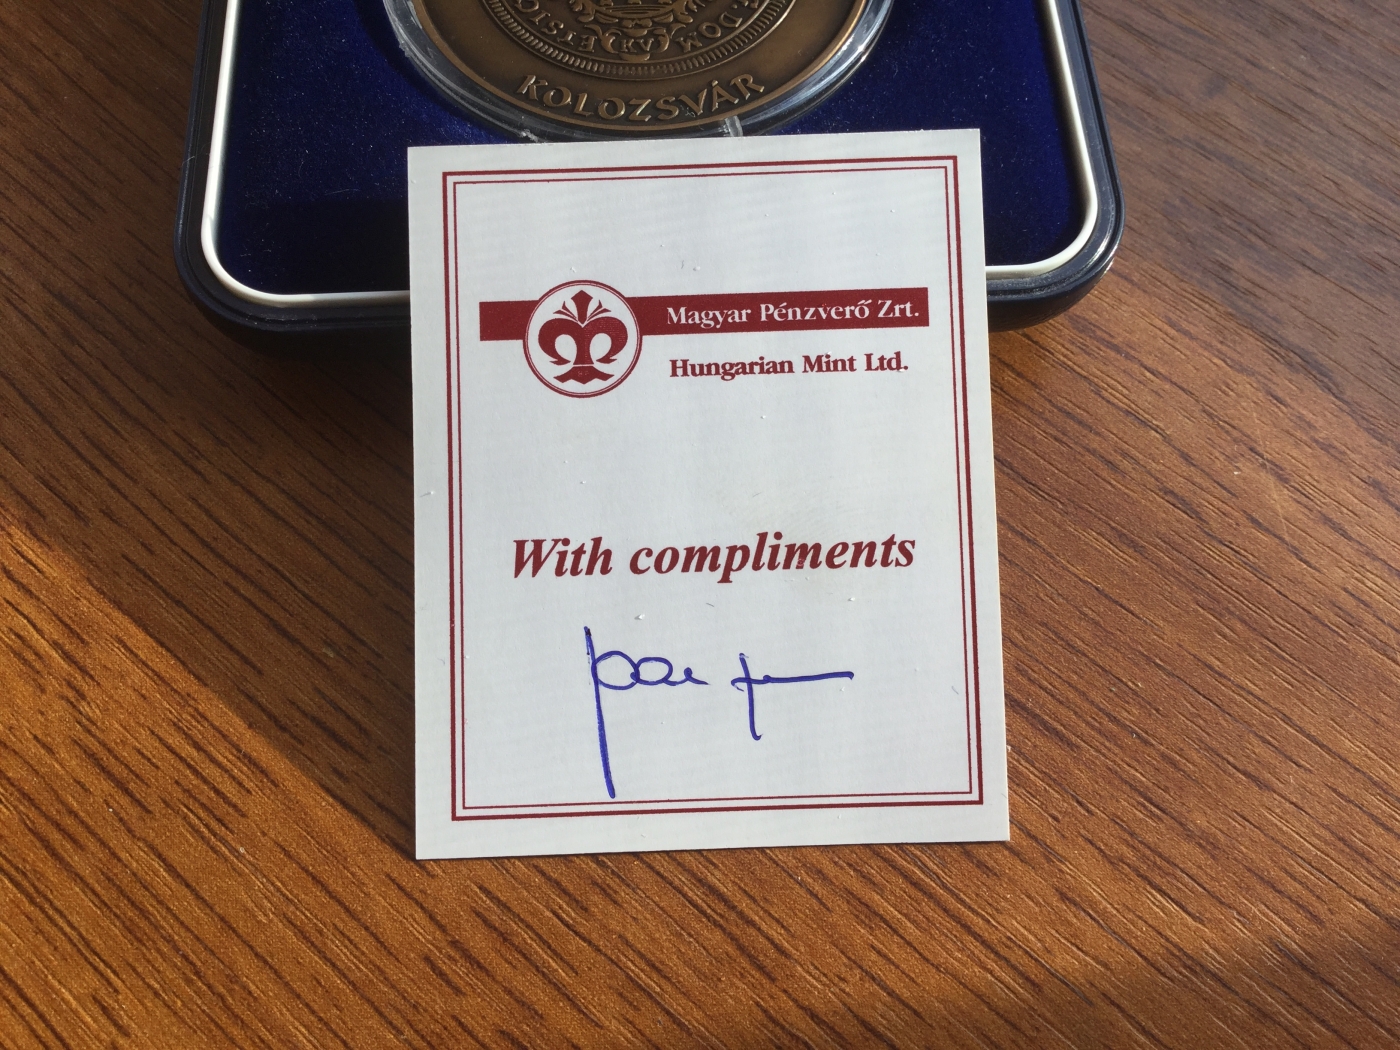 KOLOZSVÁR
Magyar Pénzverő Zrt.
Hungarian Mint Ltd.
With compliments